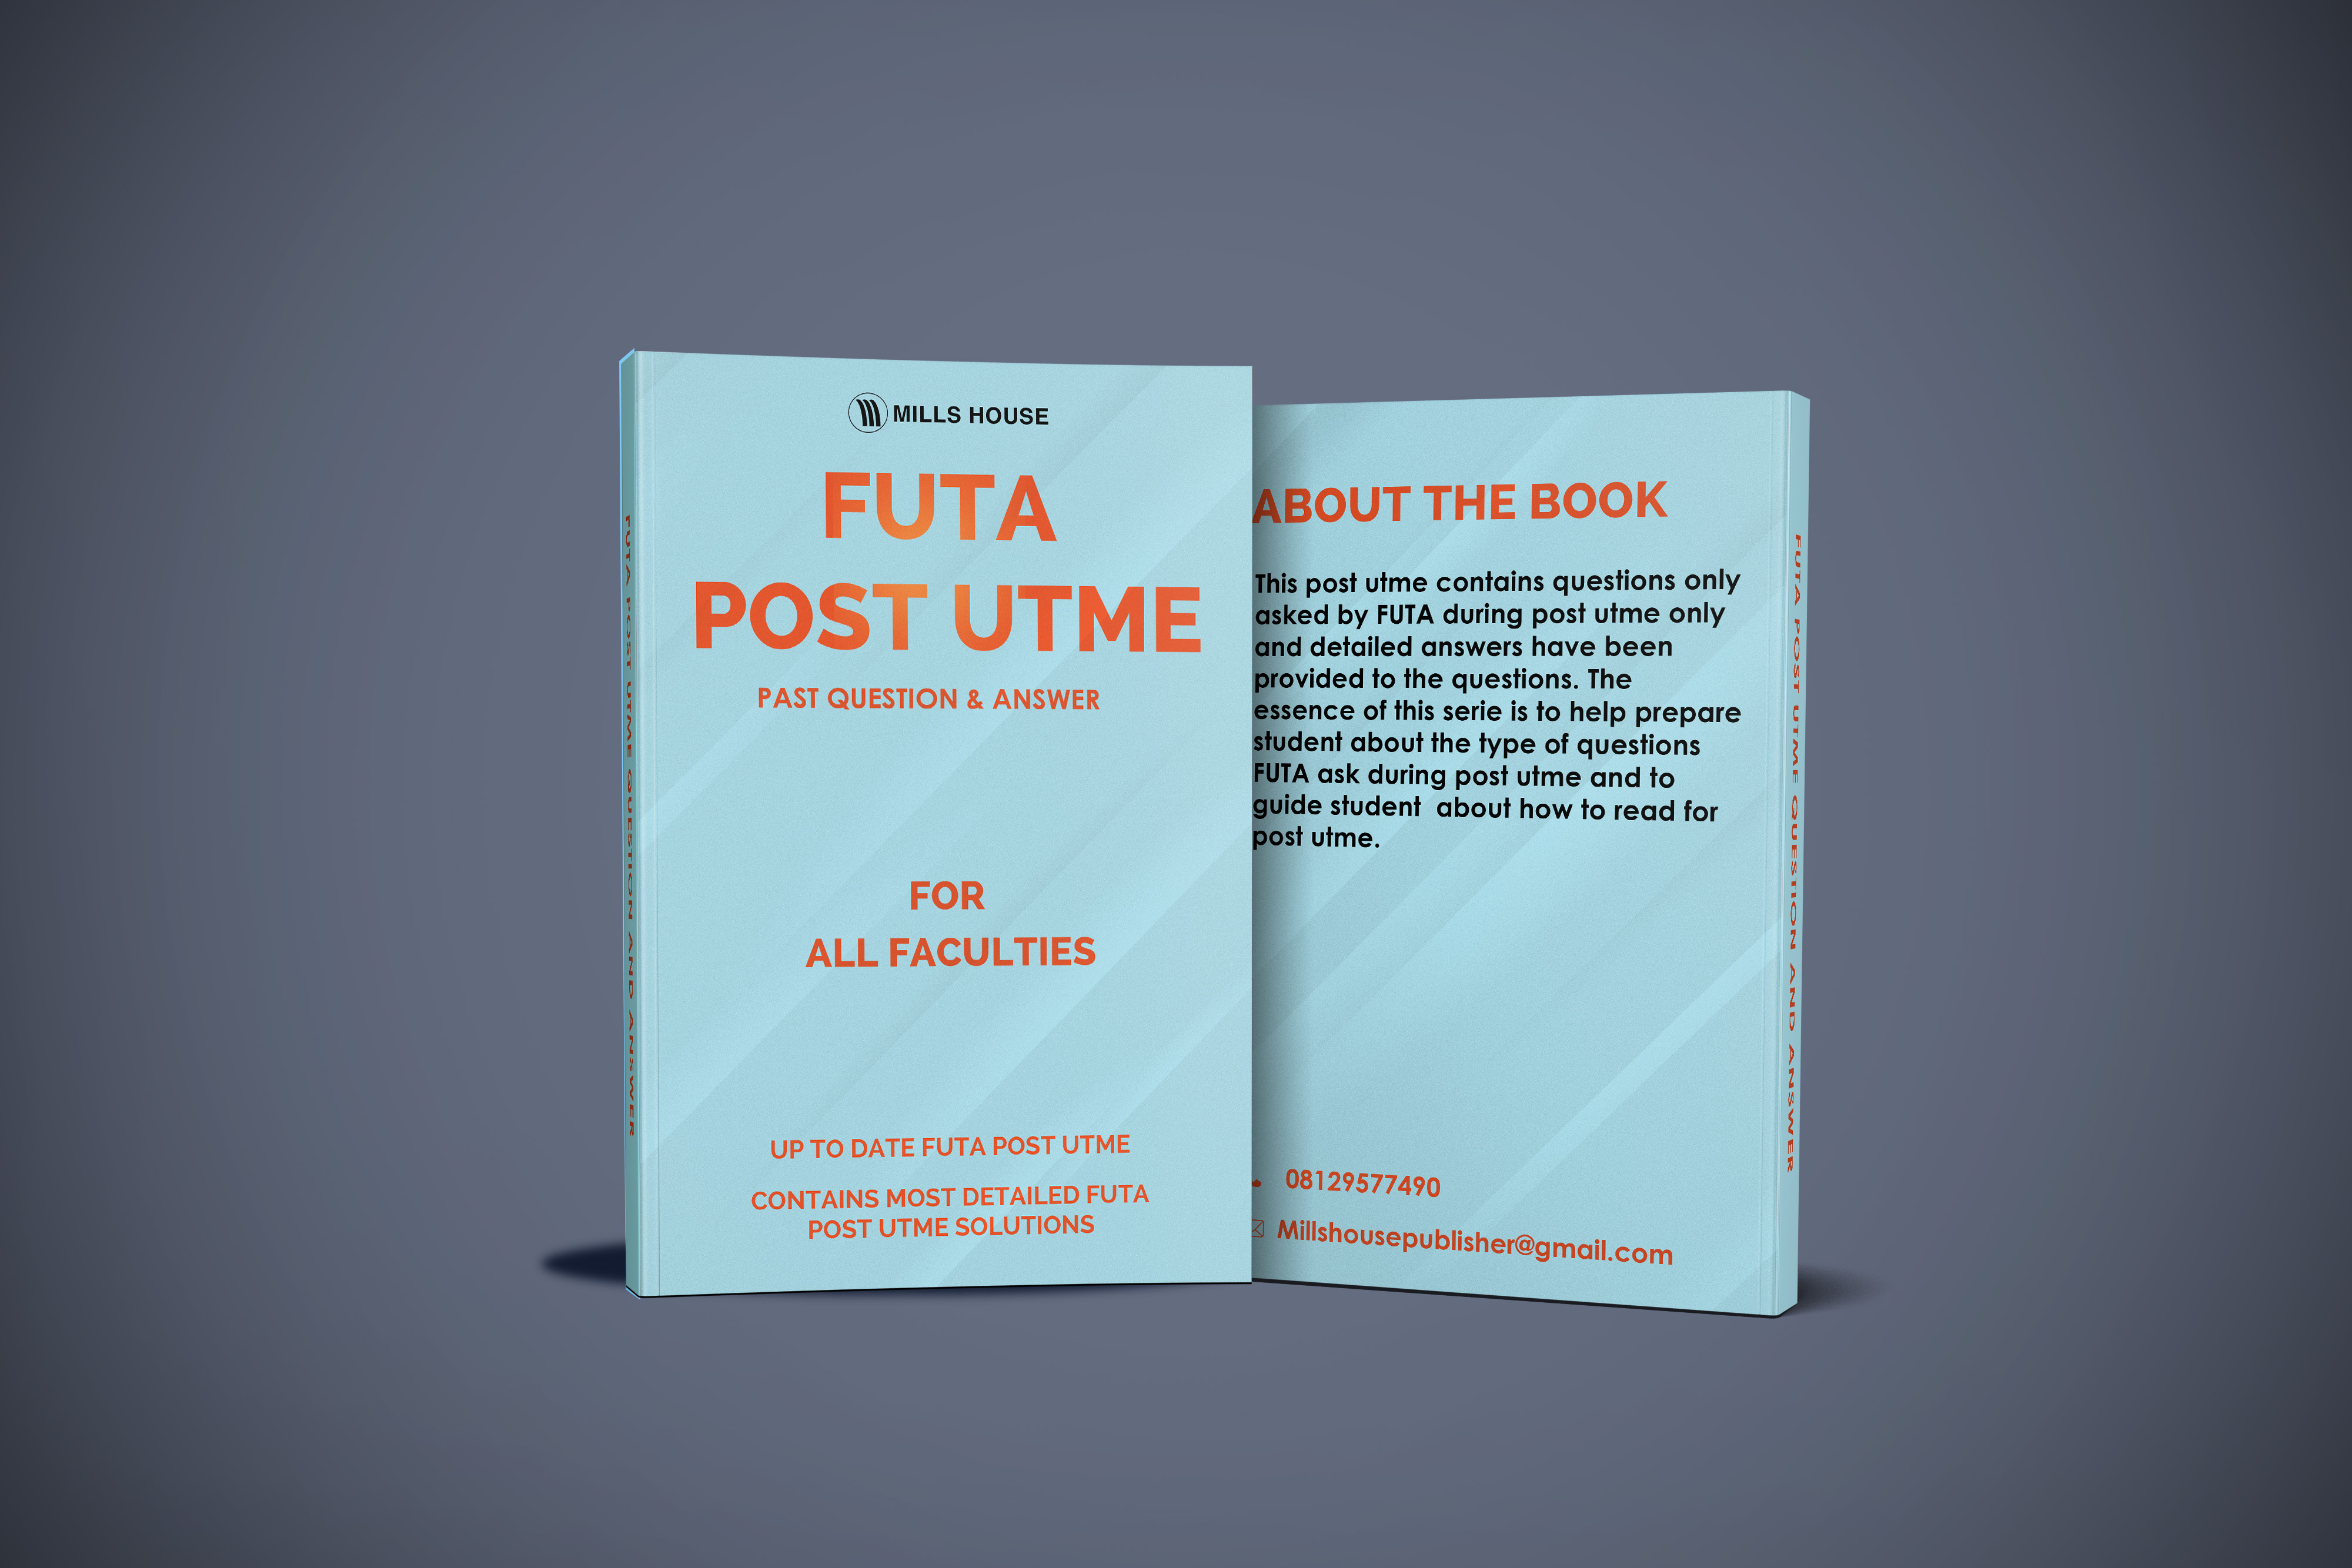 MILLS HOUSE
FUTA
POST UTME
PAST QUESTION & ANSWER
FOR
ALL FACULTIES
UP TO DATE FUTA POST UTME
CONTAINS MOST DETAILED FUTA
POST UTME SOLUTIONS
FUTA POST UTME QUESTION AND ANSWER
ABOUT THE BOOK
This post utme contains questions only
asked by FUTA during post utme only
and detailed answers have been
provided to the questions. The
essence of this serie is to help prepare
student about the type of questions
FUTA ask during post utme and to
guide student  about how to read for
post utme.
08129577490
Millshousepublisher@gmail.com
FUTA POST UTME QUESTION AND ANSWER